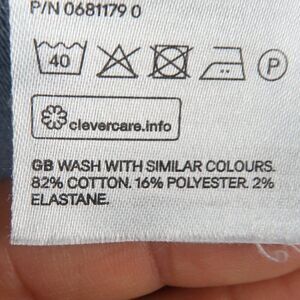 P/N 0681179 0
40 P
clevercare.info
GB WASH WITH SIMILAR COLOURS.
82% COTTON. 16% POLYESTER. 2%
ELASTANE.